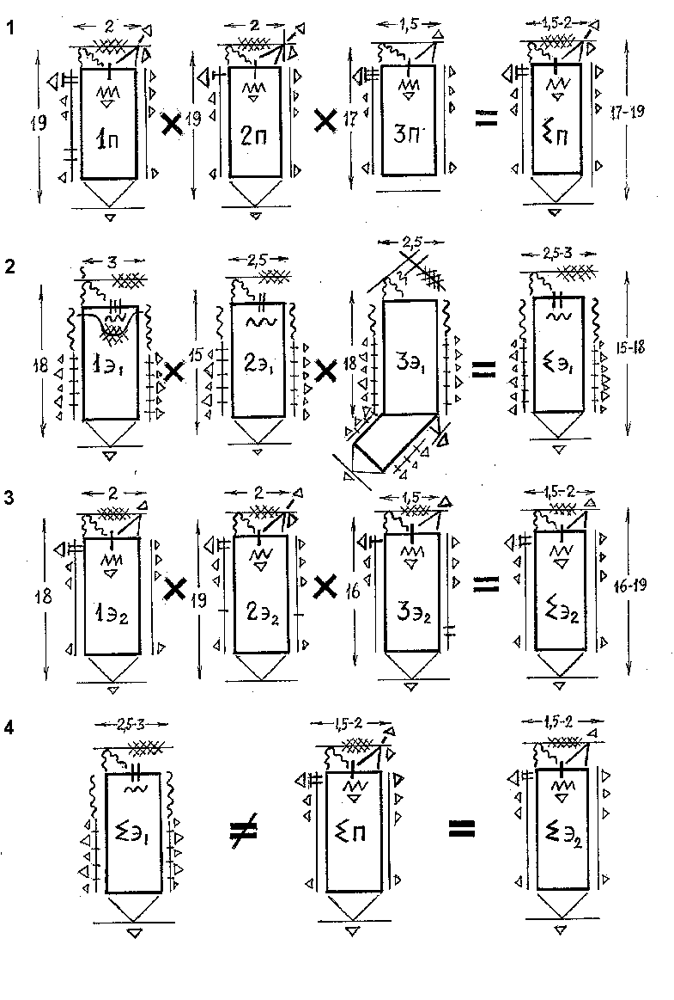 1
2 2 1,5 1,5-2
19 1п × 19 2п × 17 3п = Σп 17-19
2
3 2,5 2,5 2,5-3
18 1э₁ × 15 2э₁ × 18 3э₁ = Σэ₁ 15-18
3
2 2 1,5 1,5-2
18 1э₂ × 19 2э₂ × 16 3э₂ = Σэ₂ 16-19
4
2,5-3 1,5-2 1,5-2
Σэ₁ ≠ Σп = Σэ₂